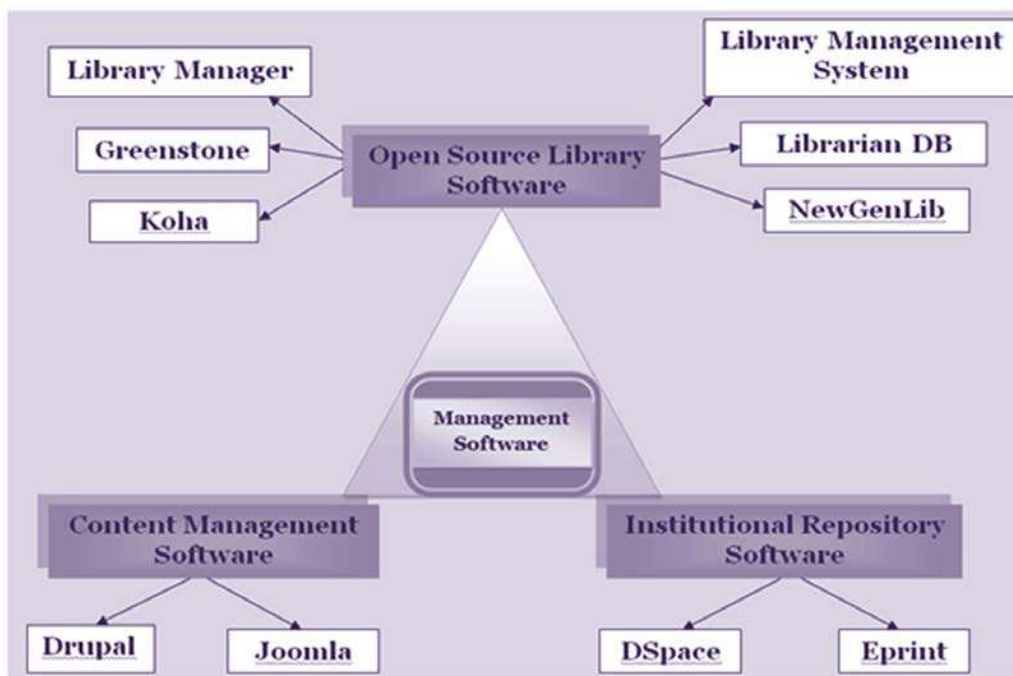 Library Manager
Greenstone
Koha
Open Source Library
Software
Library Management
System
Librarian DB
NewGenLib
Management
Software
Content Management
Software
Drupal
Joomla
Institutional Repository
Software
DSpace
Eprint